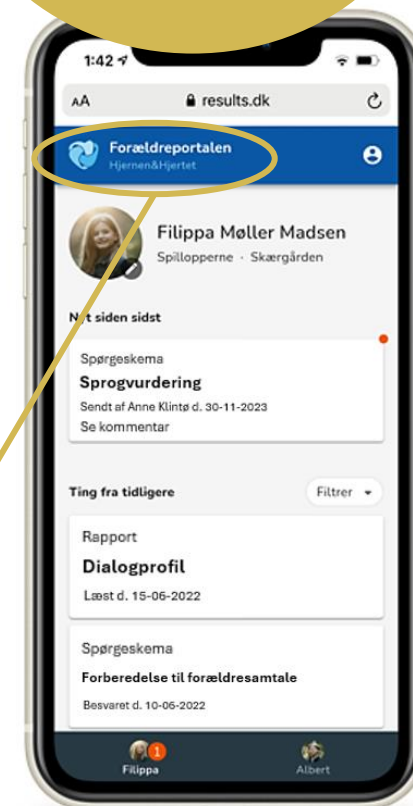 1:42
AA results.dk
Forældreportalen
Hjernen&Hjertet
Filippa Møller Madsen
Spillopperne · Skærgården
Nyt siden sidst
Spørgeskema
Sprogvurdering
Sendt af Anne Klintø d. 30-11-2023
Se kommentar
Ting fra tidligere
Filtrer
Rapport
Dialogprofil
Læst d. 15-06-2022
Spørgeskema
Forberedelse til forældresamtale
Besvaret d. 10-06-2022
1
Filippa
Albert